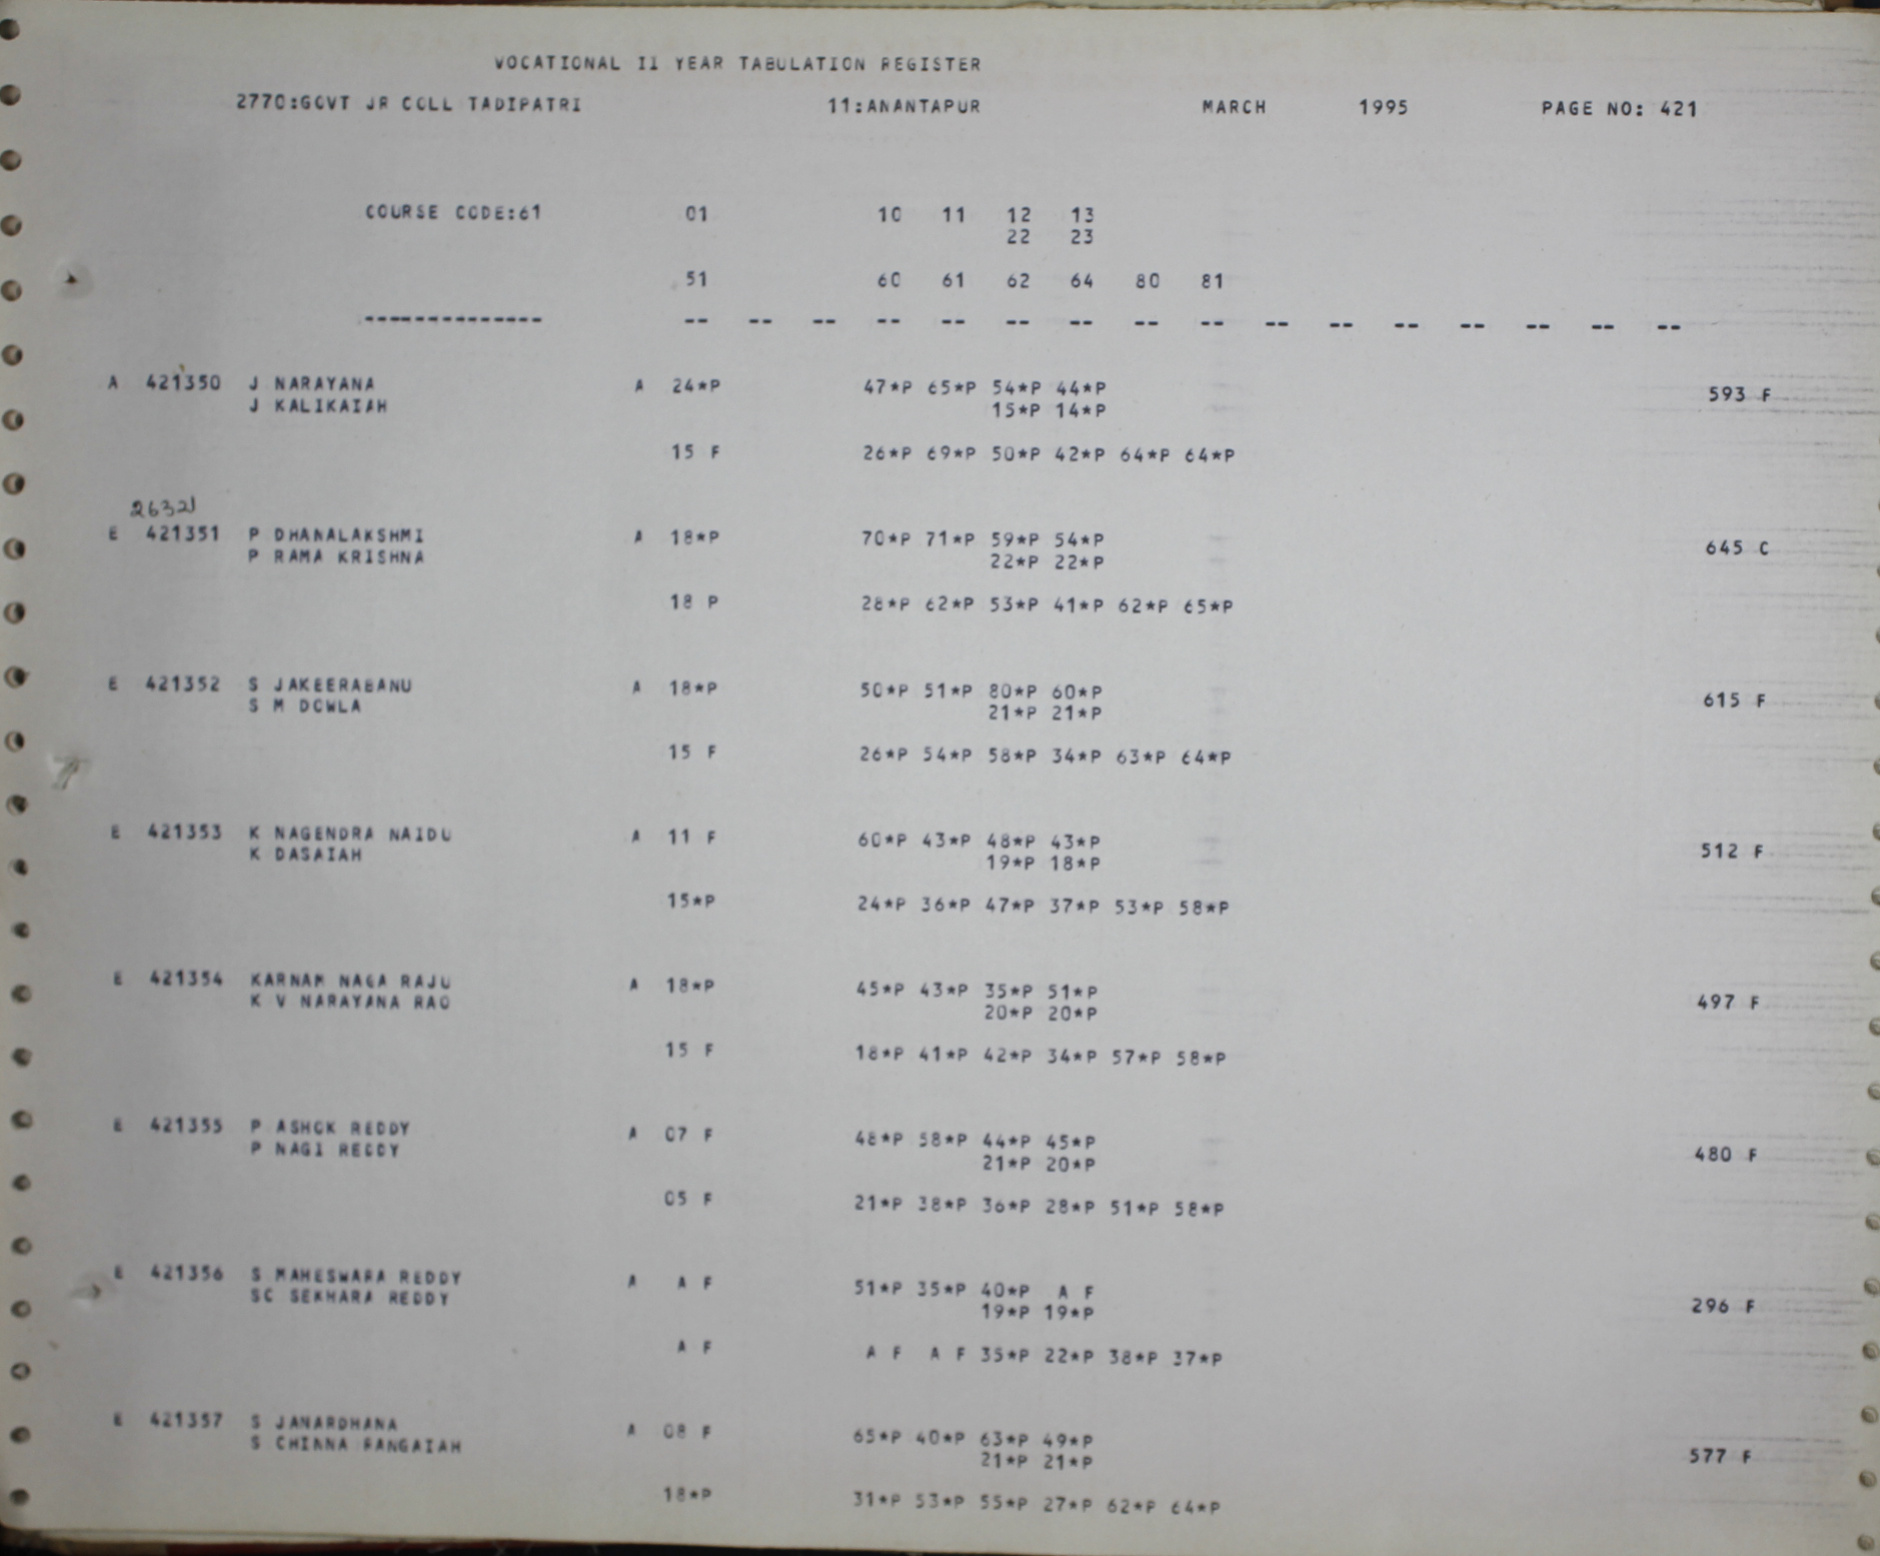 VOCATIONAL II YEAR TABULATION REGISTER
2770:GOVT JR COLL TADIPATRI 11:ANANTAPUR MARCH 1995 PAGE NO: 421
COURSE CODE:61 01 10 11 12 13
22 23
51 60 61 62 64 80 81
-------------- -- -- -- -- -- -- -- -- -- -- -- -- -- -- -- --
A 421350 J NARAYANA A 24*P 47*P 65*P 54*P 44*P 593 F
J KALIKAIAH 15*P 14*P
15 F 26*P 69*P 50*P 42*P 64*P 64*P
26321
E 421351 P DHANALAKSHMI A 18*P 70*P 71*P 59*P 54*P 645 C
P RAMA KRISHNA 22*P 22*P
18 P 28*P 62*P 53*P 41*P 62*P 65*P
E 421352 S JAKEERABANU A 18*P 50*P 51*P 80*P 60*P 615 F
S M DOWLA 21*P 21*P
15 F 26*P 54*P 58*P 34*P 63*P 64*P
E 421353 K NAGENDRA NAIDU A 11 F 60*P 43*P 48*P 43*P 512 F
K DASAIAH 19*P 18*P
15*P 24*P 36*P 47*P 37*P 53*P 58*P
E 421354 KARNAM NAGA RAJU A 18*P 45*P 43*P 35*P 51*P 497 F
K V NARAYANA RAO 20*P 20*P
15 F 18*P 41*P 42*P 34*P 57*P 58*P
E 421355 P ASHOK REDDY A 07 F 48*P 58*P 44*P 45*P 480 F
P NAGI REDDY 21*P 20*P
05 F 21*P 38*P 36*P 28*P 51*P 58*P
E 421356 S MAHESWARA REDDY A A F 51*P 35*P 40*P A F 296 F
SC SEKHARA REDDY 19*P 19*P
A F A F A F 35*P 22*P 38*P 37*P
E 421357 S JANARDHANA A 08 F 65*P 40*P 63*P 49*P 577 F
S CHINNA RANGAIAH 21*P 21*P
18*P 31*P 53*P 55*P 27*P 62*P 64*P